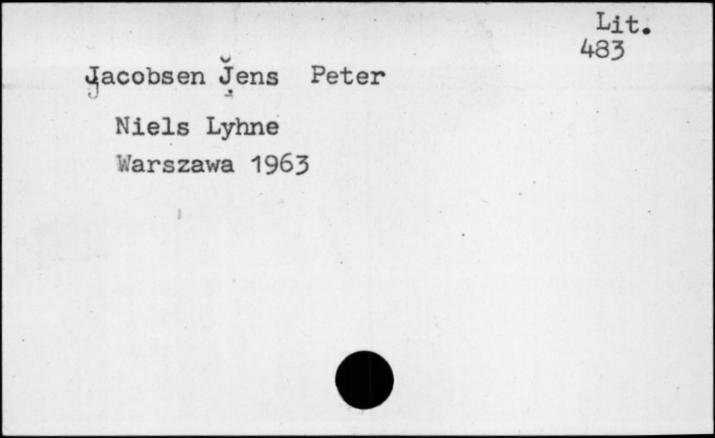 Lit.
483
Jacobsen Jens Peter
Niels Lyhne
Warszawa 1963